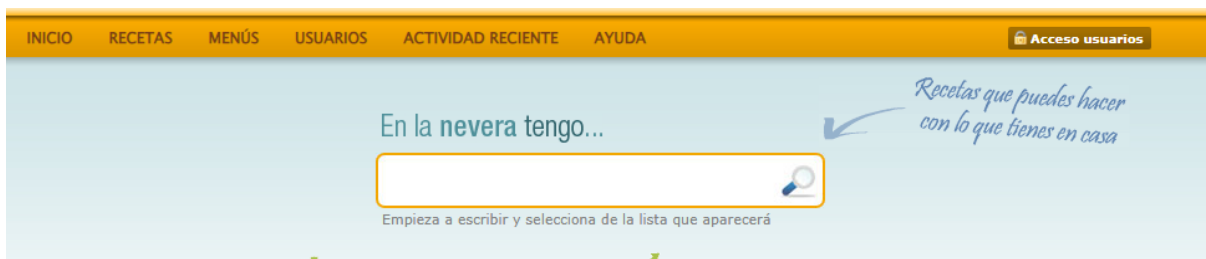 INICIO RECETAS MENÚS USUARIOS ACTIVIDAD RECIENTE AYUDA Acceso usuarios
Recetas que puedes hacer
con lo que tienes en casa
En la nevera tengo...
Empieza a escribir y selecciona de la lista que aparecerá